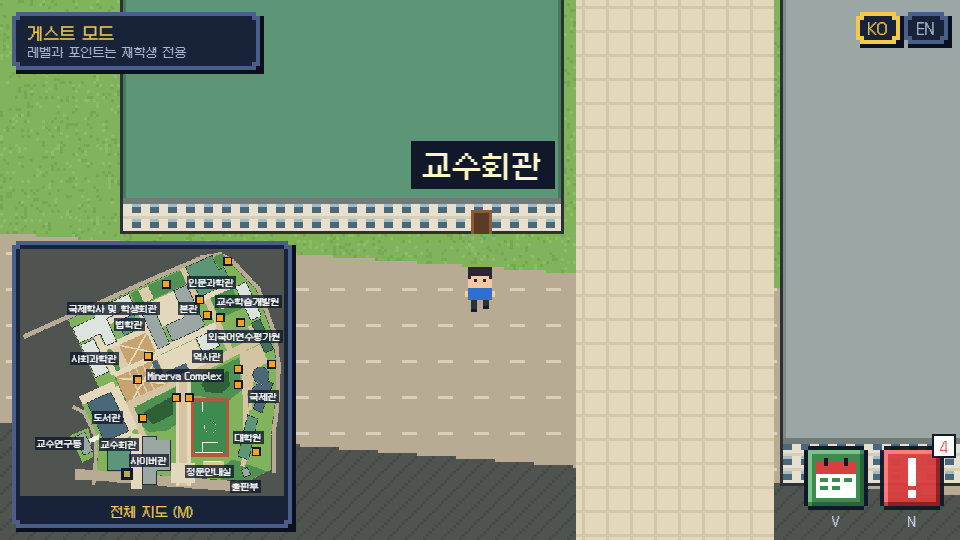 게스트 모드
레벨과 포인트는 재학생 전용
KO
EN
교수회관
인문과학관
국제학사 및 학생회관
본관
교수학습개발원
법학관
외국어연수평가원
사회과학관
역사관
Minerva Complex
국제관
도서관
대학원
교수연구동
교수회관
사이버관
정문안내실
출판부
전체 지도 (M)
4
V
N